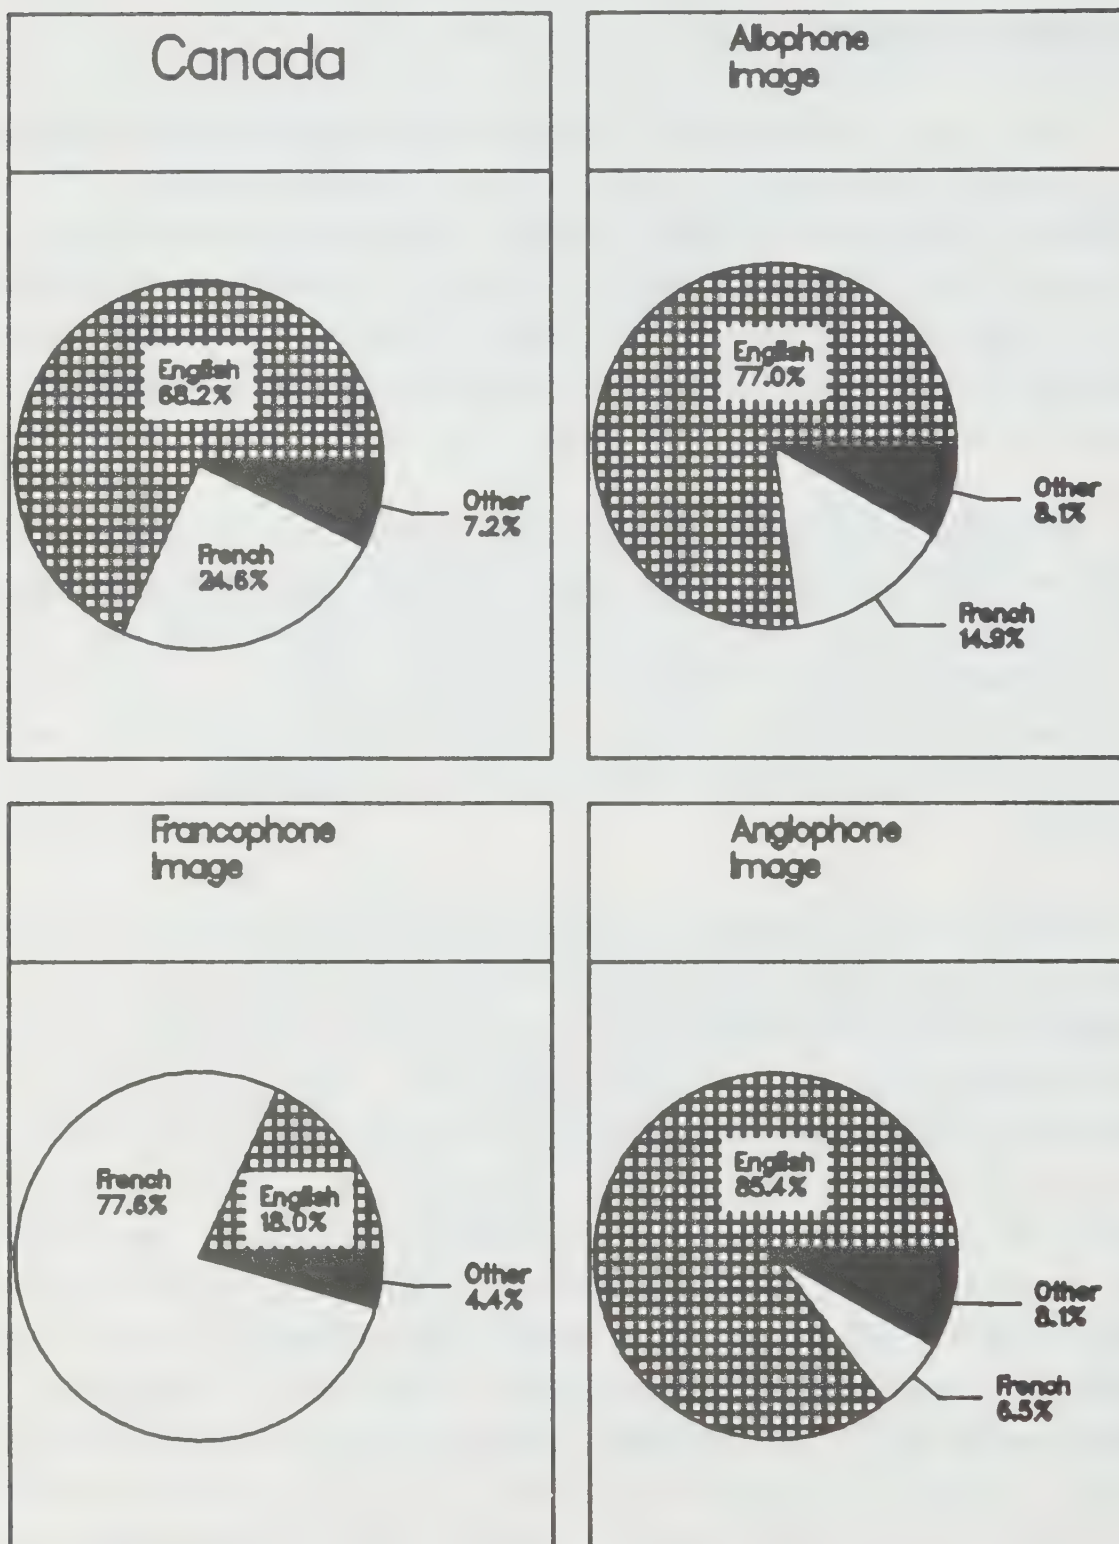 Canada
English
68.2%
Other
7.2%
French
24.6%
Allophone
Image
English
77.0%
Other
8.1%
French
14.9%
Francophone
Image
French
77.6%
English
18.0%
Other
4.4%
Anglophone
Image
English
85.4%
Other
8.1%
French
6.5%